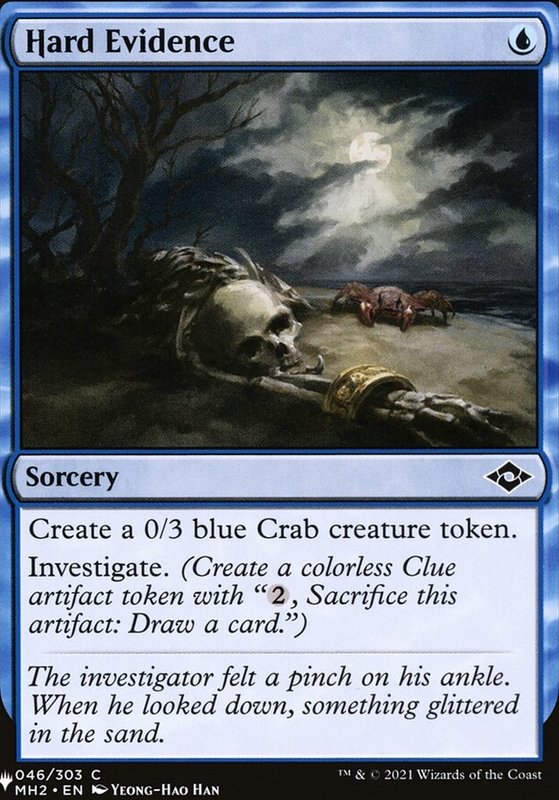 Hard Evidence
Sorcery
Create a 0/3 blue Crab creature token.
Investigate. (Create a colorless Clue
artifact token with “2, Sacrifice this
artifact: Draw a card.”)
The investigator felt a pinch on his ankle.
When he looked down, something glittered
in the sand.
046/303 C
MH2 • EN Yeong-Hao Han
™ & © 2021 Wizards of the Coast